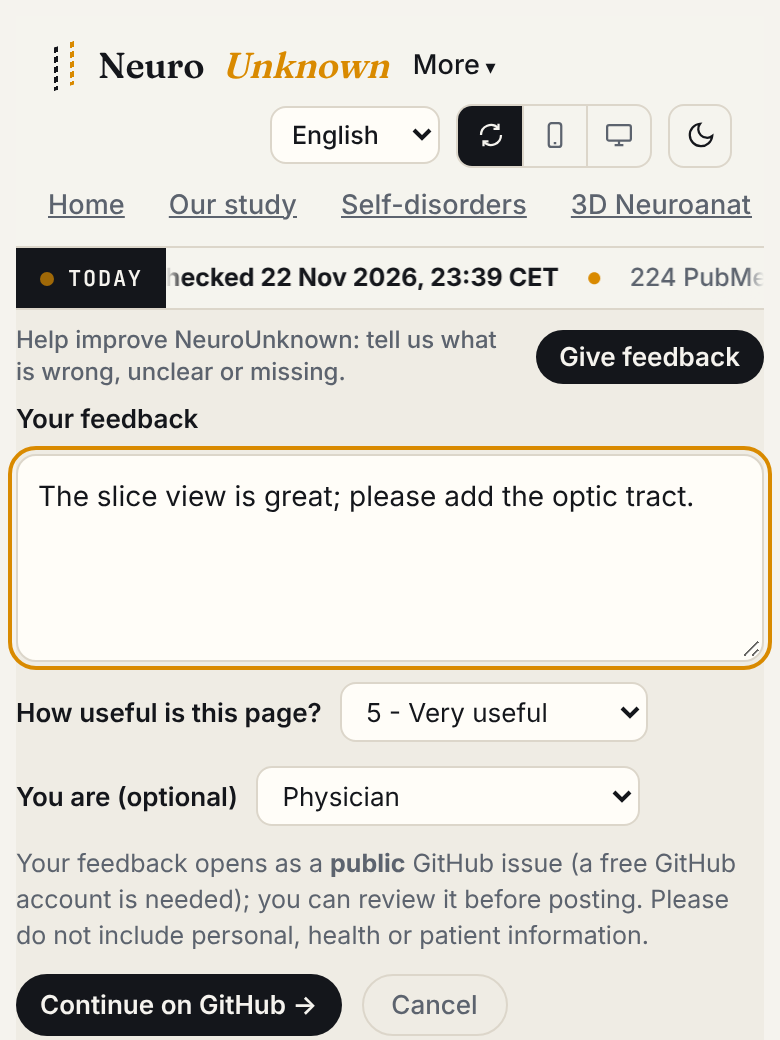 Neuro Unknown More ▾
English
Home Our study Self-disorders 3D Neuroanat
TODAY hecked 22 Nov 2026, 23:39 CET 224 PubMe
Help improve NeuroUnknown: tell us what
is wrong, unclear or missing.
Give feedback
Your feedback
The slice view is great; please add the optic tract.
How useful is this page? 5 - Very useful
You are (optional) Physician
Your feedback opens as a public GitHub issue (a free GitHub
account is needed); you can review it before posting. Please
do not include personal, health or patient information.
Continue on GitHub → Cancel